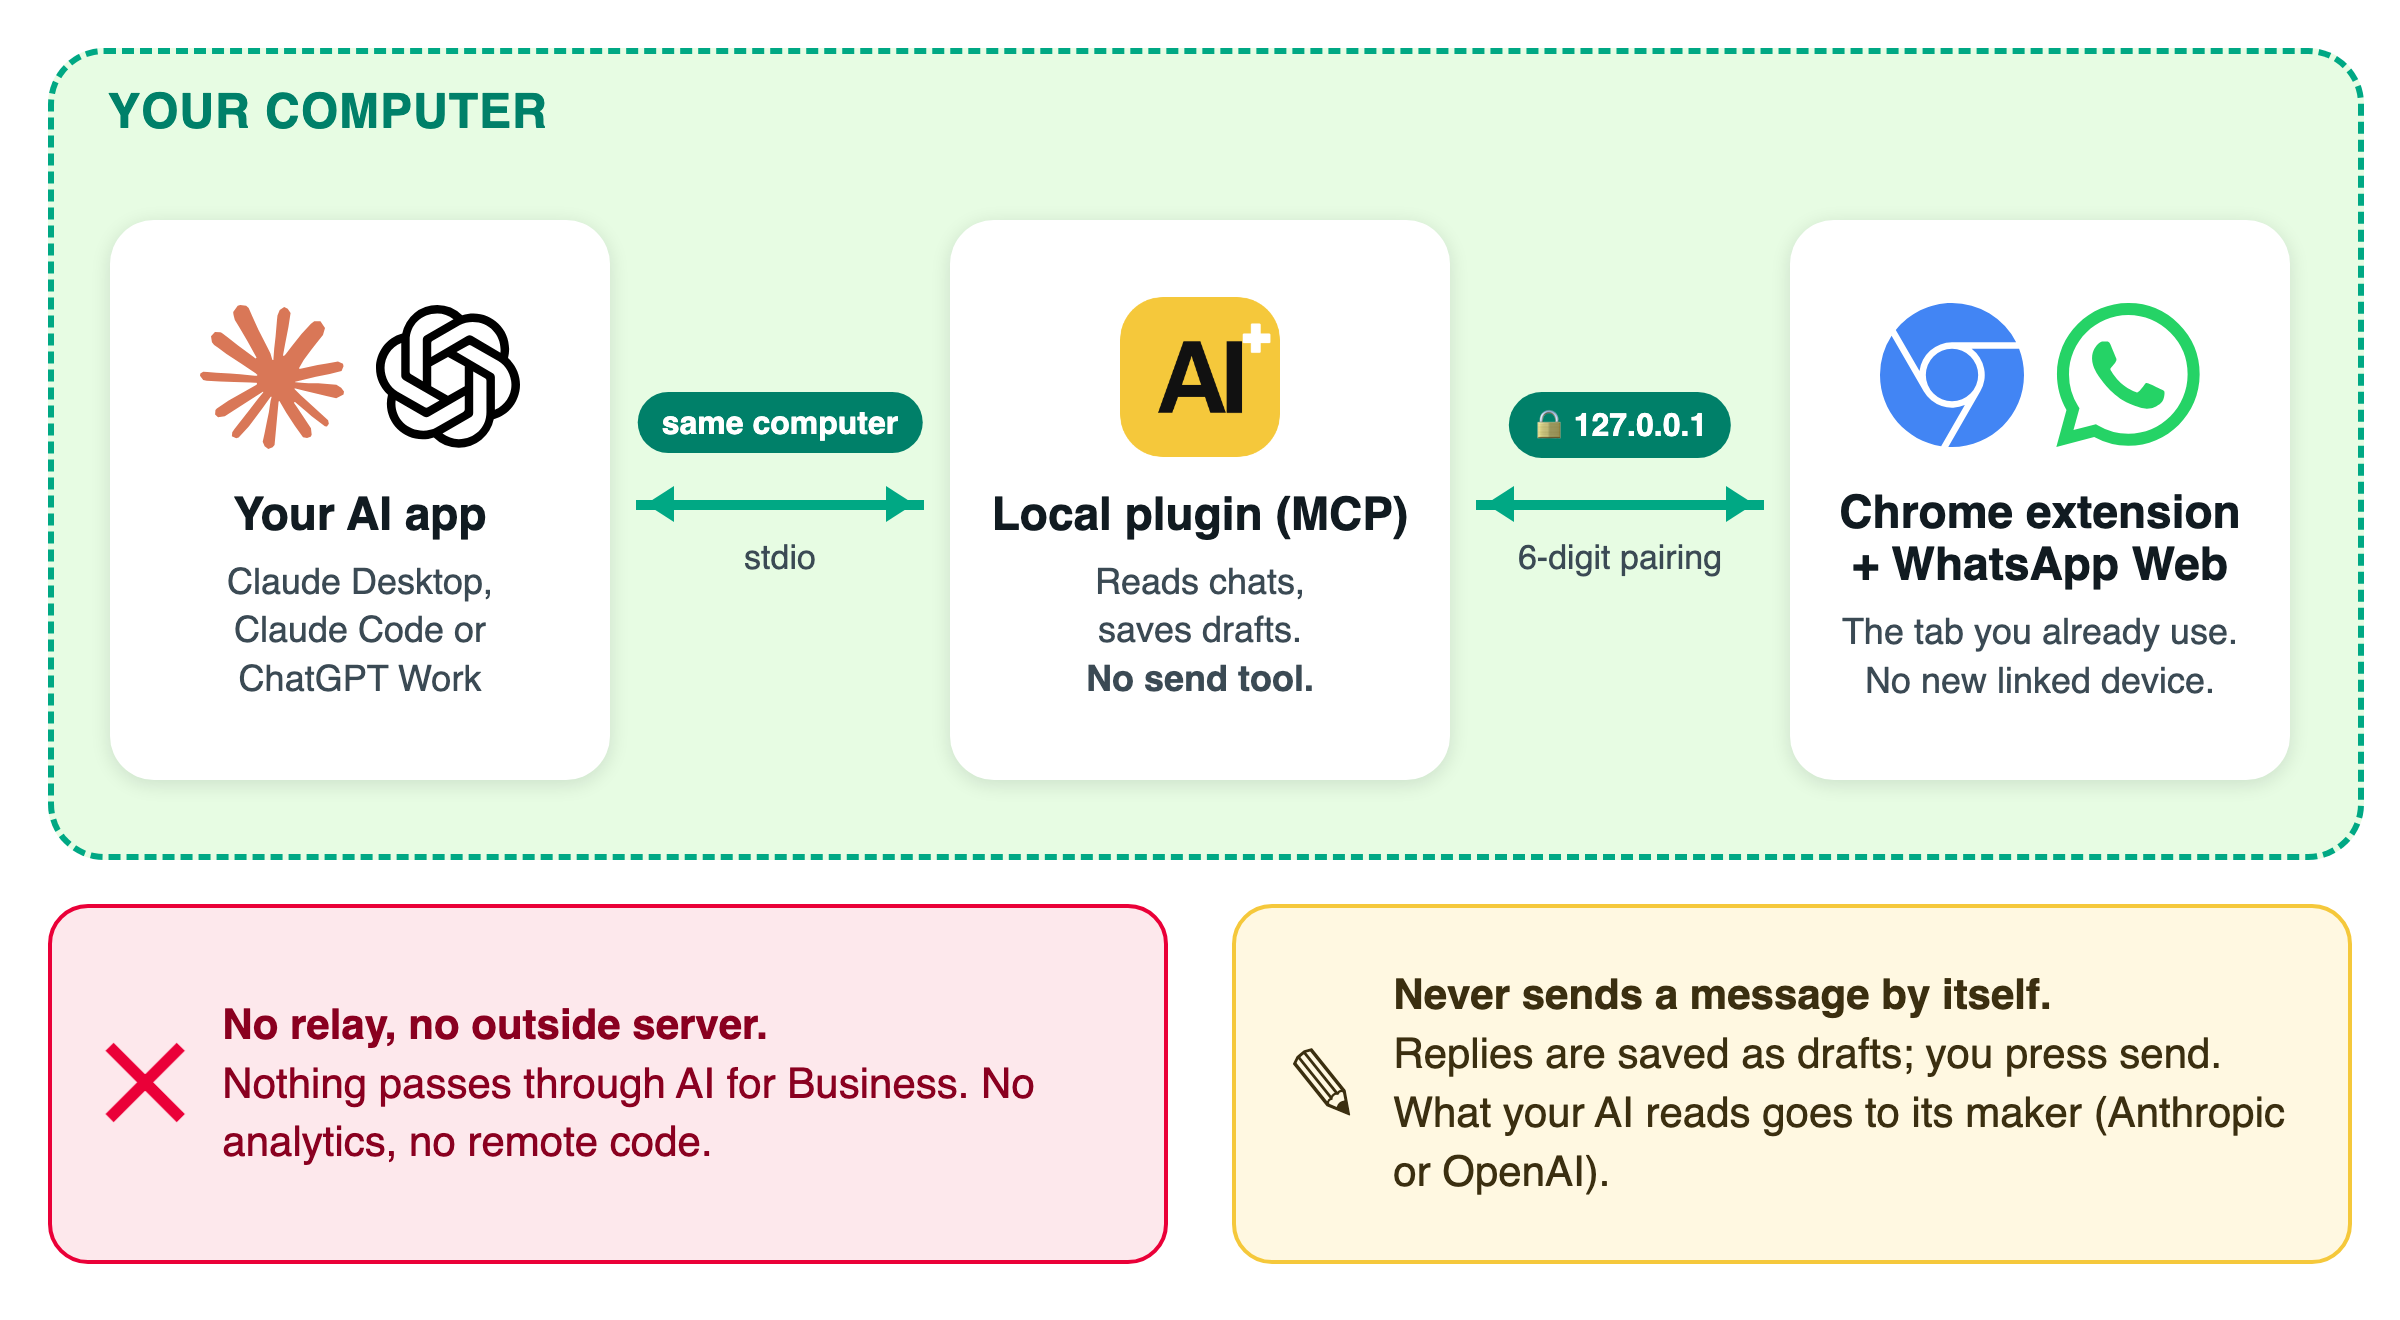 YOUR COMPUTER
AI
same computer
127.0.0.1
Your AI app
Claude Desktop,
Claude Code or
ChatGPT Work
stdio
Local plugin (MCP)
Reads chats,
saves drafts.
No send tool.
6-digit pairing
Chrome extension
+ WhatsApp Web
The tab you already use.
No new linked device.
No relay, no outside server.
Nothing passes through AI for Business. No
analytics, no remote code.
Never sends a message by itself.
Replies are saved as drafts; you press send.
What your AI reads goes to its maker (Anthropic
or OpenAI).